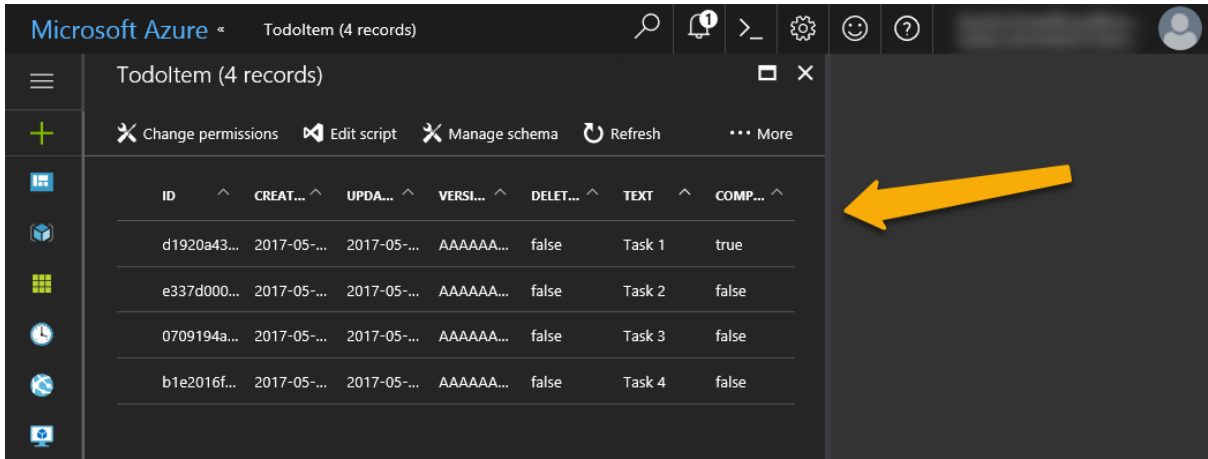 Microsoft Azure « TodoItem (4 records) 1 >_ ?
TodoItem (4 records)
Change permissions Edit script Manage schema Refresh ... More
ID CREAT... UPDA... VERSI... DELET... TEXT COMP...
d1920a43... 2017-05-... 2017-05-... AAAAAA... false Task 1 true
e337d000... 2017-05-... 2017-05-... AAAAAA... false Task 2 false
0709194a... 2017-05-... 2017-05-... AAAAAA... false Task 3 false
b1e2016f... 2017-05-... 2017-05-... AAAAAA... false Task 4 false